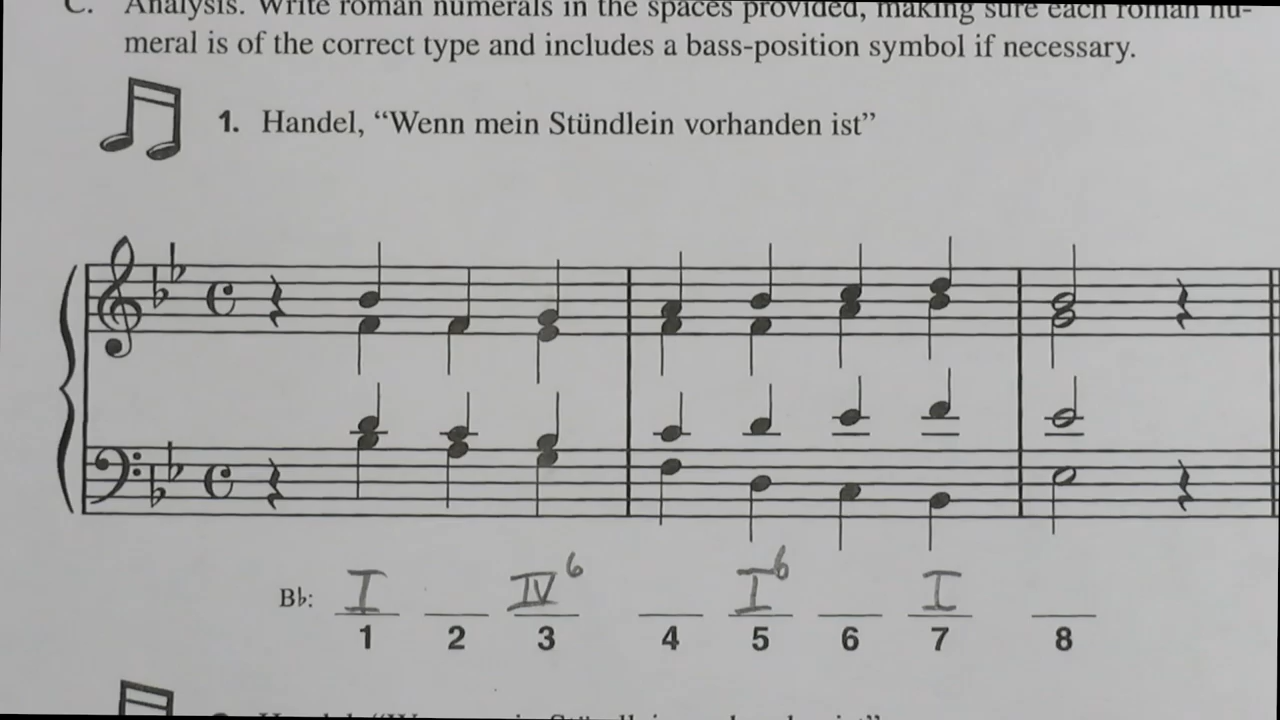 C. Analysis. Write roman numerals in the spaces provided, making sure each roman nu-
meral is of the correct type and includes a bass-position symbol if necessary.
1. Handel, “Wenn mein Stündlein vorhanden ist”
B♭: I IV6 I6 I
1 2 3 4 5 6 7 8